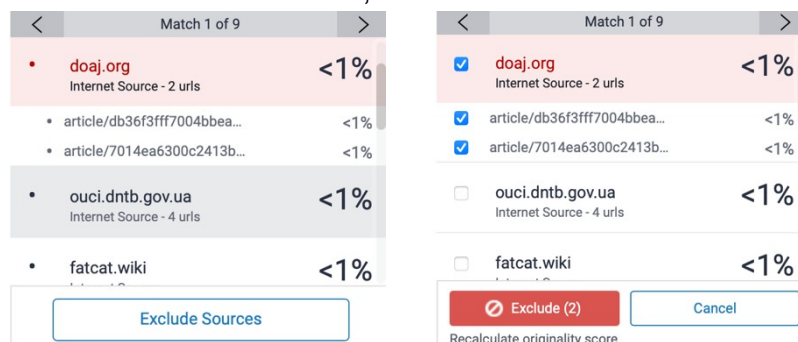 Match 1 of 9
doaj.org
<1%
Internet Source - 2 urls
article/db36f3fff7004bbea...
<1%
article/7014ea6300c2413b...
<1%
ouci.dntb.gov.ua
<1%
Internet Source - 4 urls
fatcat.wiki
<1%
Exclude Sources
Match 1 of 9
doaj.org
<1%
Internet Source - 2 urls
article/db36f3fff7004bbea...
<1%
article/7014ea6300c2413b...
<1%
ouci.dntb.gov.ua
<1%
Internet Source - 4 urls
fatcat.wiki
<1%
Exclude (2)
Cancel
Recalculate originality score